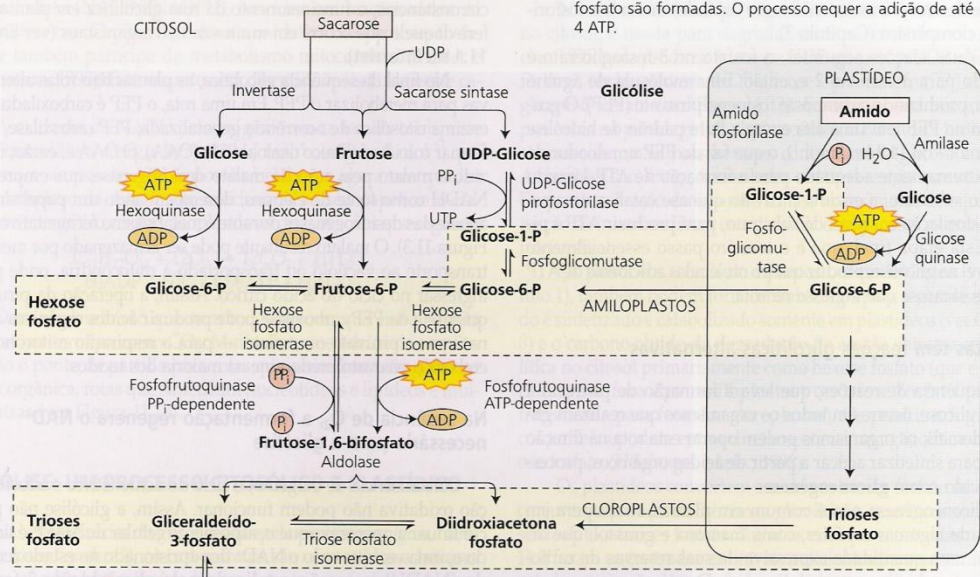 fosfato são formadas. O processo requer a adição de até
4 ATP.
CITOSOL
Sacarose
UDP
Invertase
Sacarose sintase
Glicólise
PLASTÍDEO
Amido
Amido
fosforilase
Pi
H2O
Amilase
Glicose
Frutose
UDP-Glicose
ATP
Hexoquinase
ADP
ATP
Hexoquinase
ADP
PPi
UTP
UDP-Glicose
pirofosforilase
Glicose-1-P
Fosfoglicomutase
Glicose-1-P
Glicose
ATP
Fosfo-
glicomu-
tase
ADP
Glicose
quinase
Hexose
fosfato
Glicose-6-P
Frutose-6-P
Glicose-6-P
AMILOPLASTOS
Glicose-6-P
Hexose
fosfato
isomerase
Hexose
fosfato
isomerase
PPi
Fosfofrutoquinase
PPi-dependente
Pi
ATP
Fosfofrutoquinase
ATP-dependente
ADP
Frutose-1,6-bifosfato
Aldolase
Trioses
fosfato
Gliceraldeído-
3-fosfato
Triose fosfato
isomerase
Diidroxiacetona
fosfato
CLOROPLASTOS
Trioses
fosfato